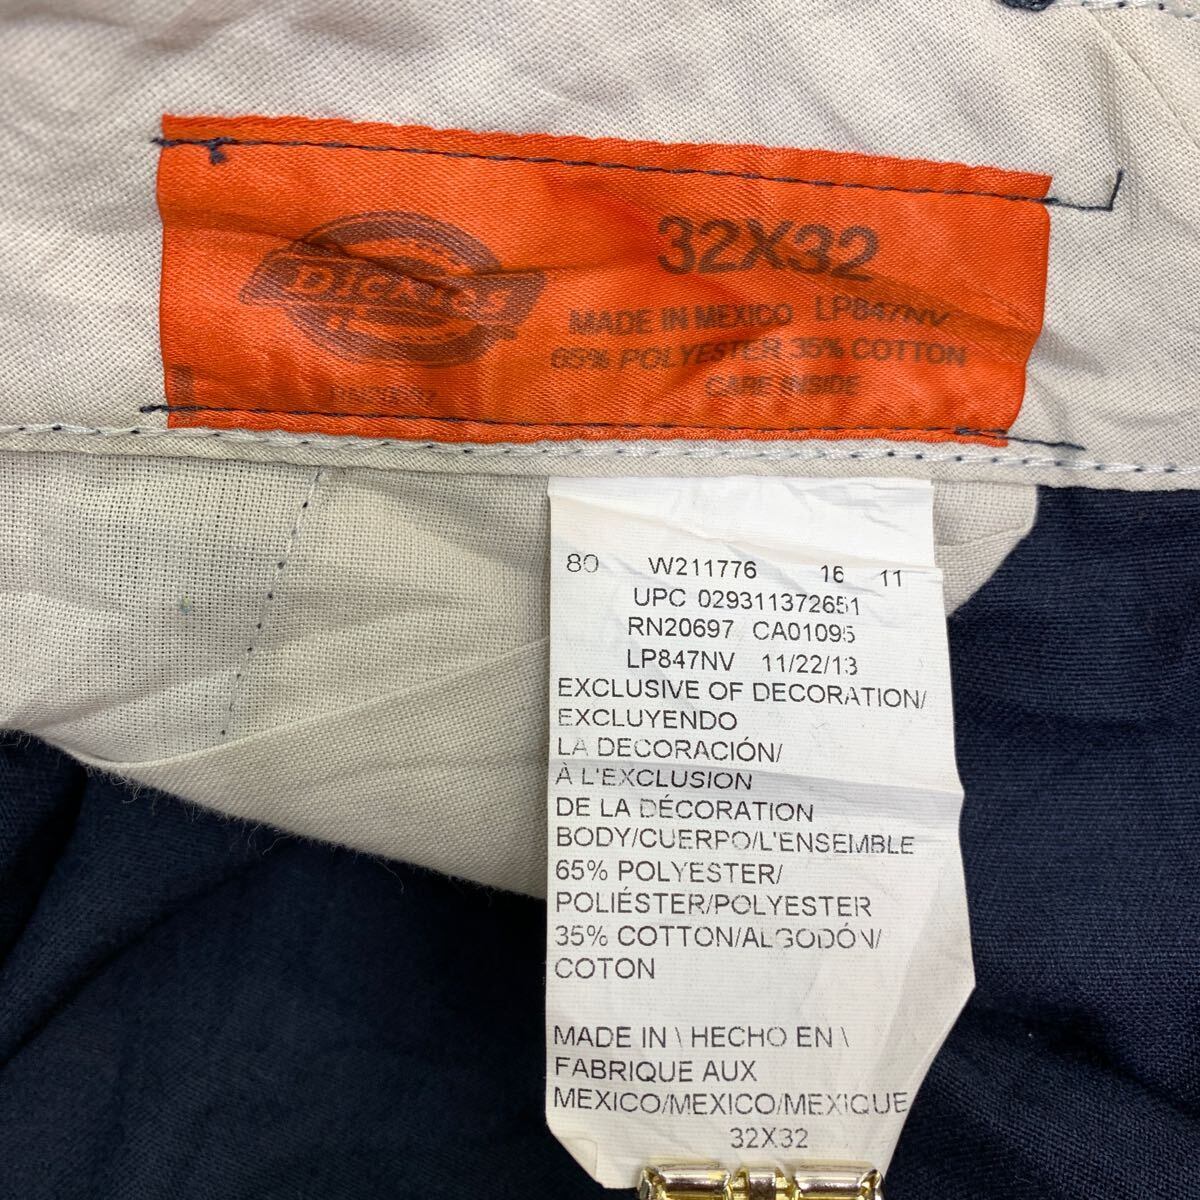 DICKIES
32X32
MADE IN MEXICO LP847NV
65% POLYESTER 35% COTTON
CARE INSIDE
80 W211776 16 11
UPC 029311372651
RN20697 CA01095
LP847NV 11/22/13
EXCLUSIVE OF DECORATION/
EXCLUYENDO
LA DECORACIÓN/
À L'EXCLUSION
DE LA DÉCORATION
BODY/CUERPO/L'ENSEMBLE
65% POLYESTER/
POLIÉSTER/POLYESTER
35% COTTON/ALGODÓN/
COTON
MADE IN \ HECHO EN \
FABRIQUE AUX
MEXICO/MEXICO/MEXIQUE
32X32